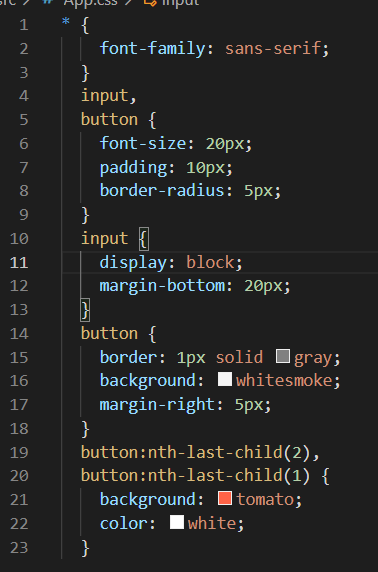 src > # App.css > input
1 * {
2 font-family: sans-serif;
3 }
4 input,
5 button {
6 font-size: 20px;
7 padding: 10px;
8 border-radius: 5px;
9 }
10 input {
11 display: block;
12 margin-bottom: 20px;
13 }
14 button {
15 border: 1px solid gray;
16 background: whitesmoke;
17 margin-right: 5px;
18 }
19 button:nth-last-child(2),
20 button:nth-last-child(1) {
21 background: tomato;
22 color: white;
23 }